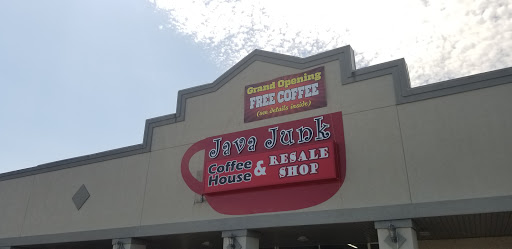 Grand Opening
FREE COFFEE
(see details inside)
Java Junk
Coffee House & RESALE SHOP